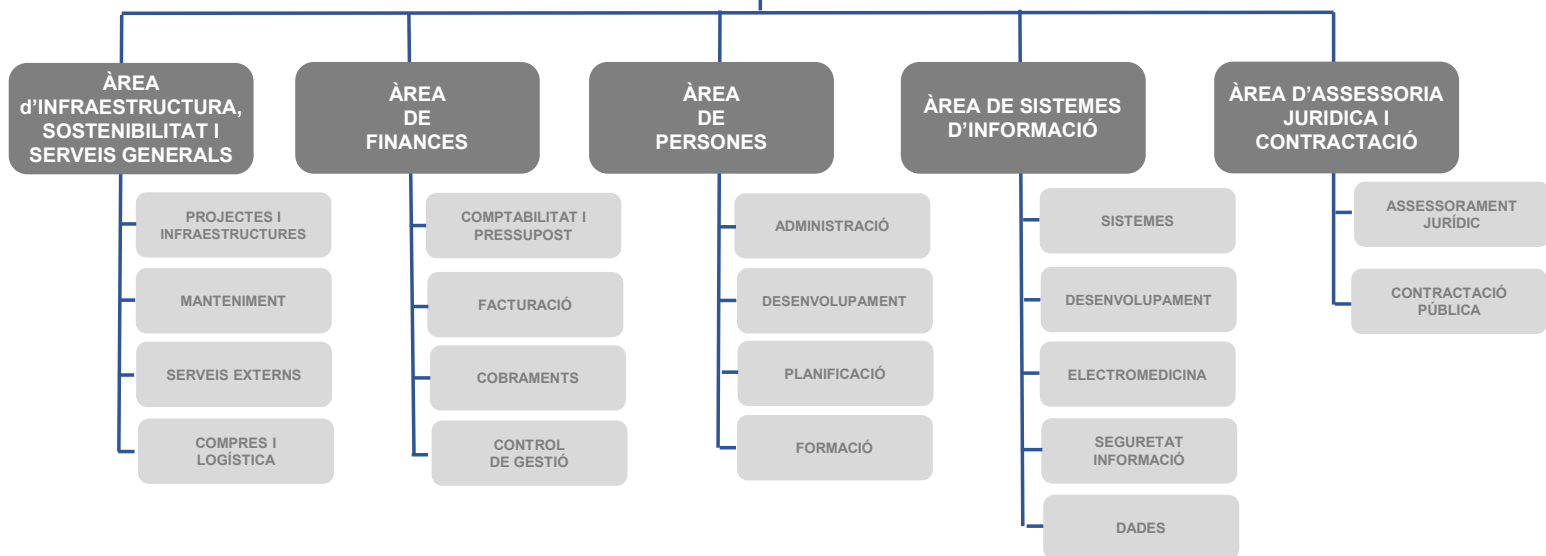 ÀREA
d'INFRAESTRUCTURA,
SOSTENIBILITAT I
SERVEIS GENERALS
PROJECTES I
INFRAESTRUCTURES
MANTENIMENT
SERVEIS EXTERNS
COMPRES I
LOGÍSTICA
ÀREA
DE
FINANCES
COMPTABILITAT I
PRESSUPOST
FACTURACIÓ
COBRAMENTS
CONTROL
DE GESTIÓ
ÀREA
DE
PERSONES
ADMINISTRACIÓ
DESENVOLUPAMENT
PLANIFICACIÓ
FORMACIÓ
ÀREA DE SISTEMES
D'INFORMACIÓ
SISTEMES
DESENVOLUPAMENT
ELECTROMEDICINA
SEGURETAT
INFORMACIÓ
DADES
ÀREA D'ASSESSORIA
JURIDICA I
CONTRACTACIÓ
ASSESSORAMENT
JURÍDIC
CONTRACTACIÓ
PÚBLICA